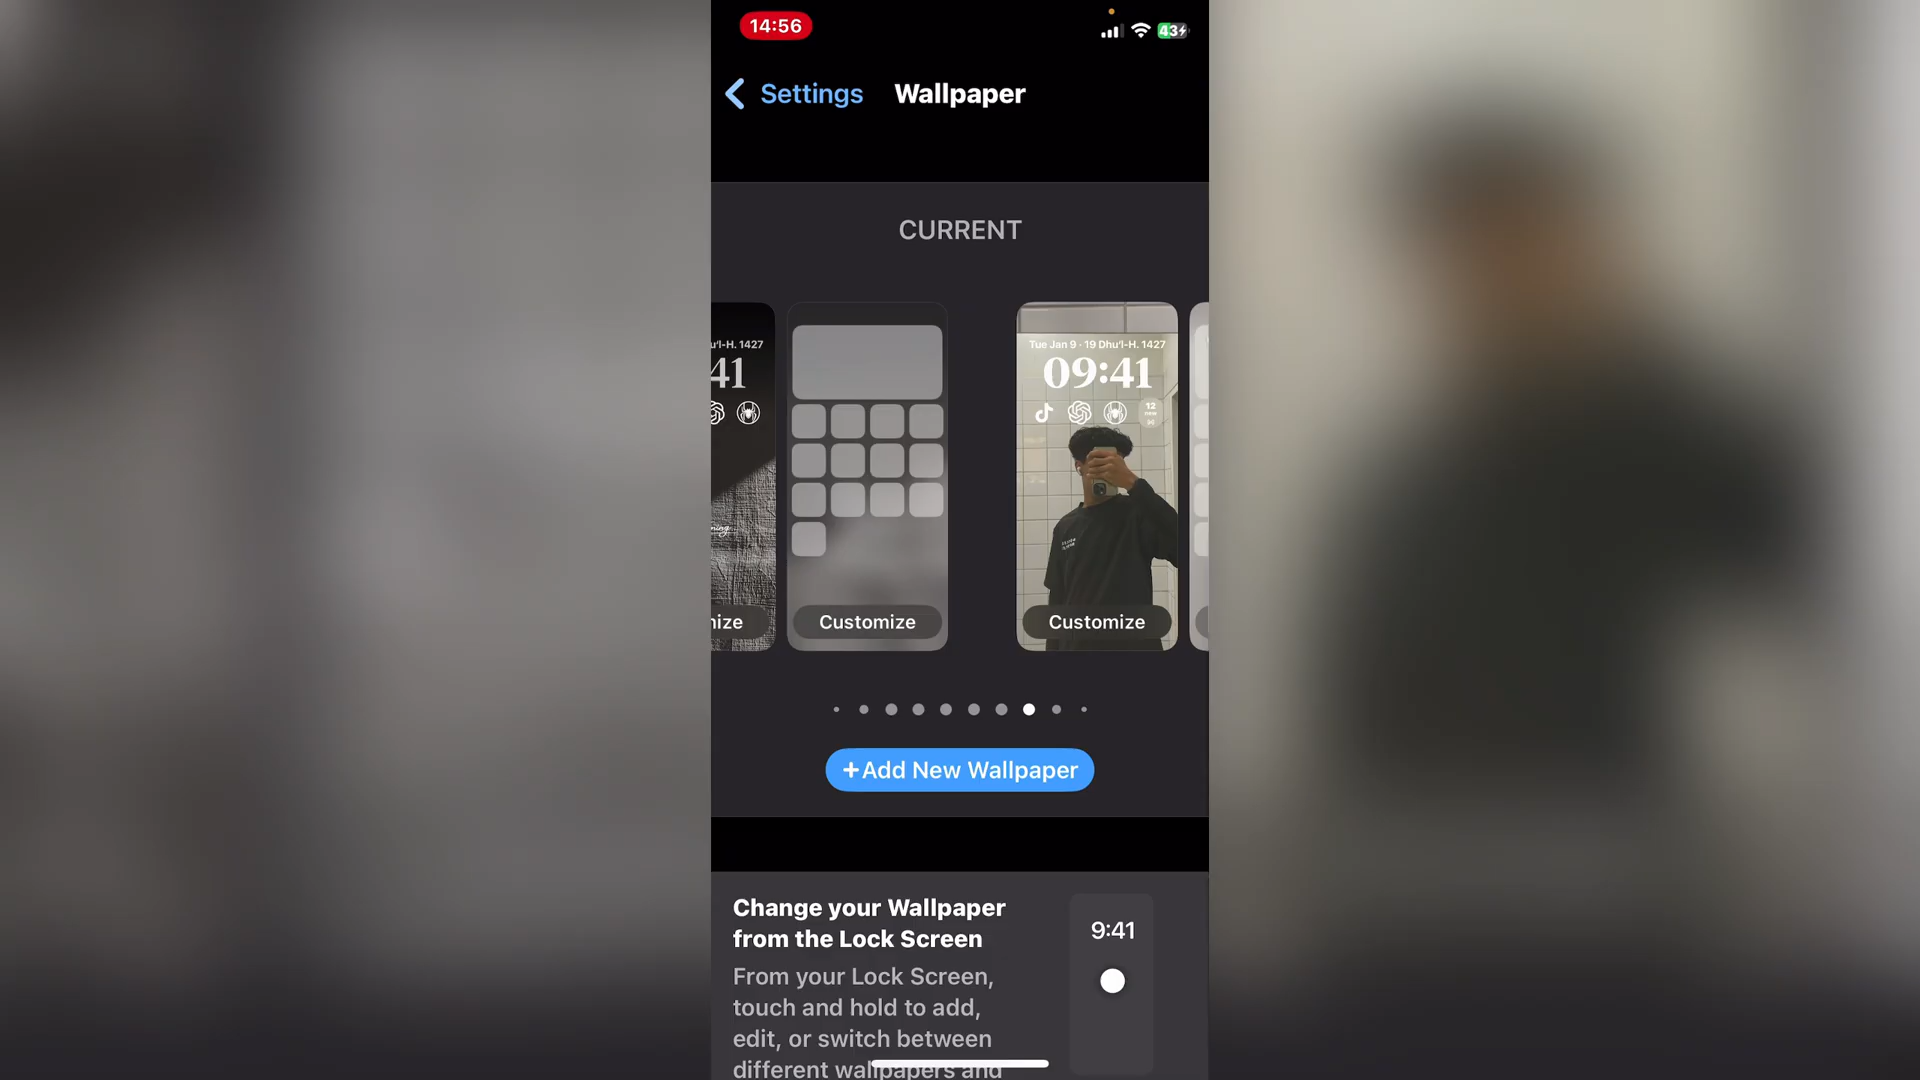 14:56
43
Settings
Wallpaper
CURRENT
u'l-H. 1427
41
nize
Customize
Tue Jan 9 · 19 Dhu'l-H. 1427
09:41
12
Customize
+Add New Wallpaper
Change your Wallpaper
from the Lock Screen
9:41
From your Lock Screen,
touch and hold to add,
edit, or switch between
different wallpapers and